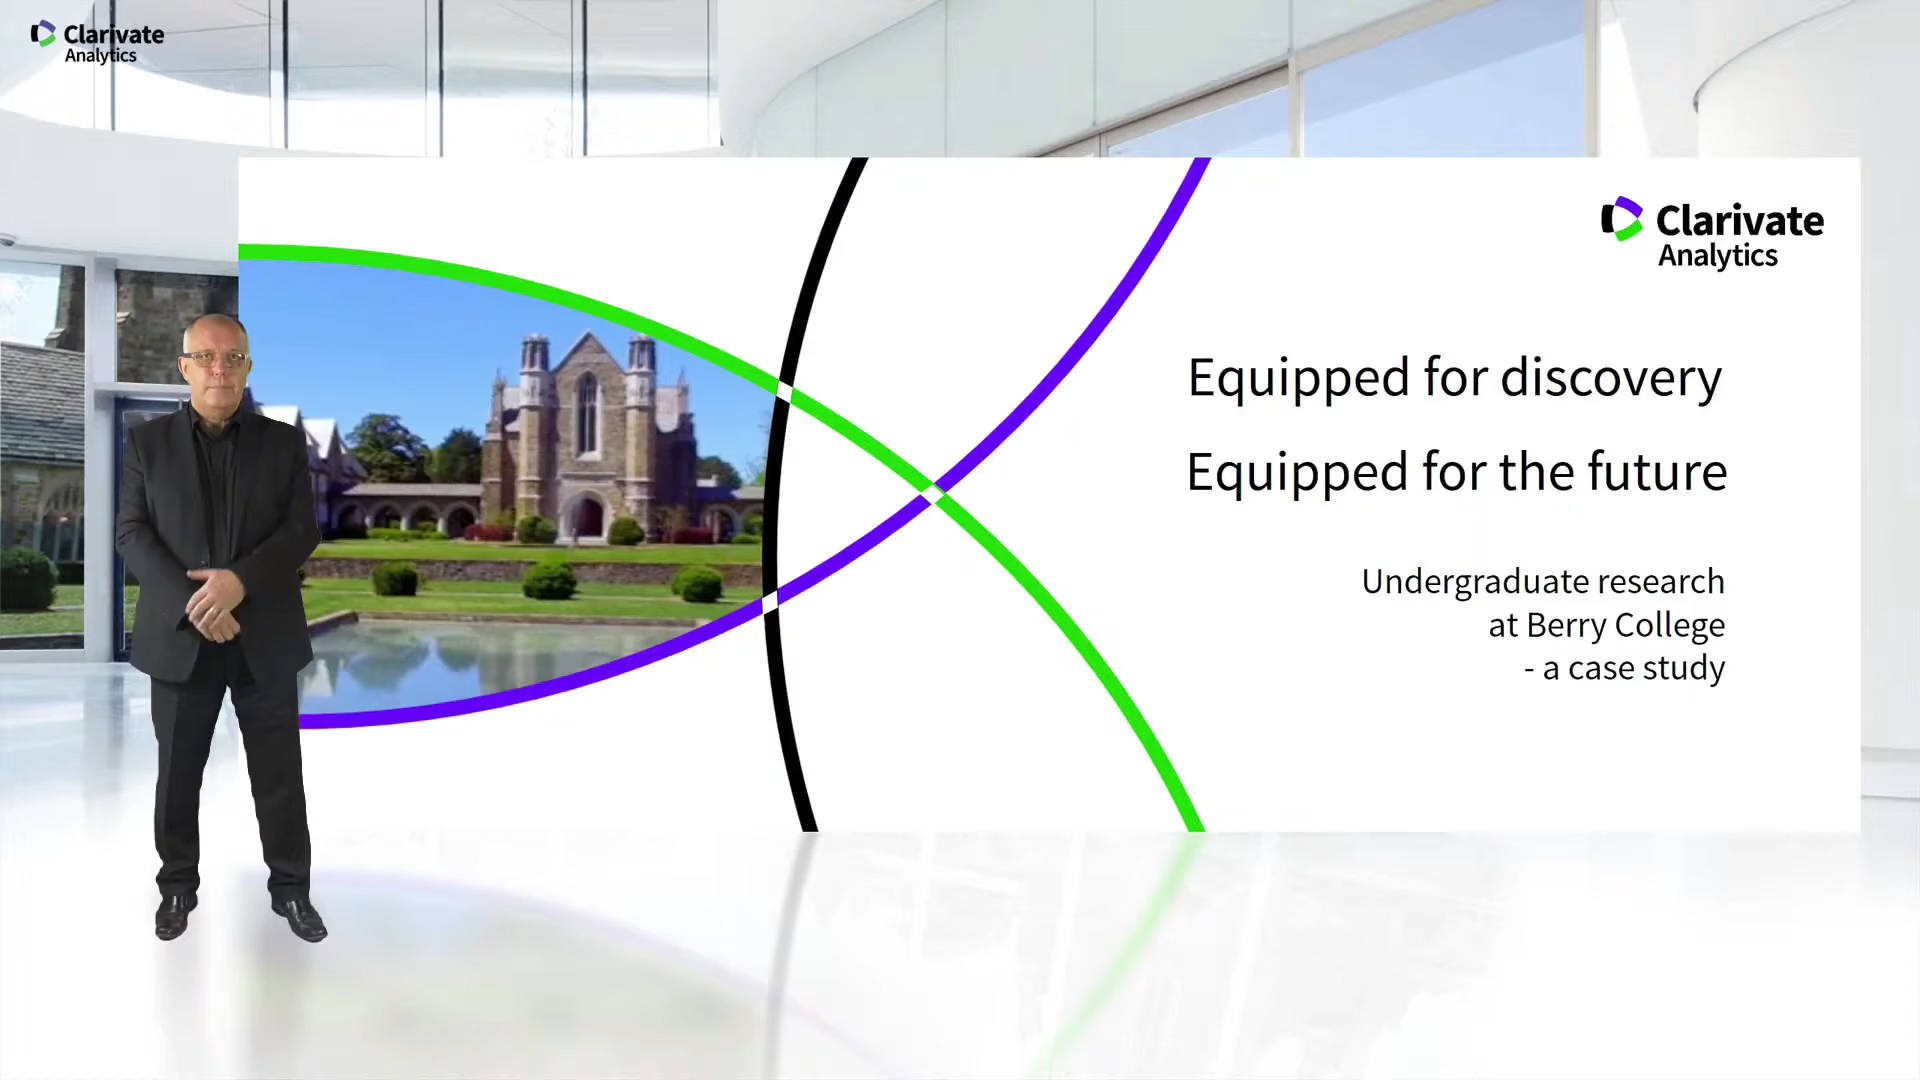 Clarivate
Analytics
Clarivate
Analytics
Equipped for discovery
Equipped for the future
Undergraduate research
at Berry College
- a case study